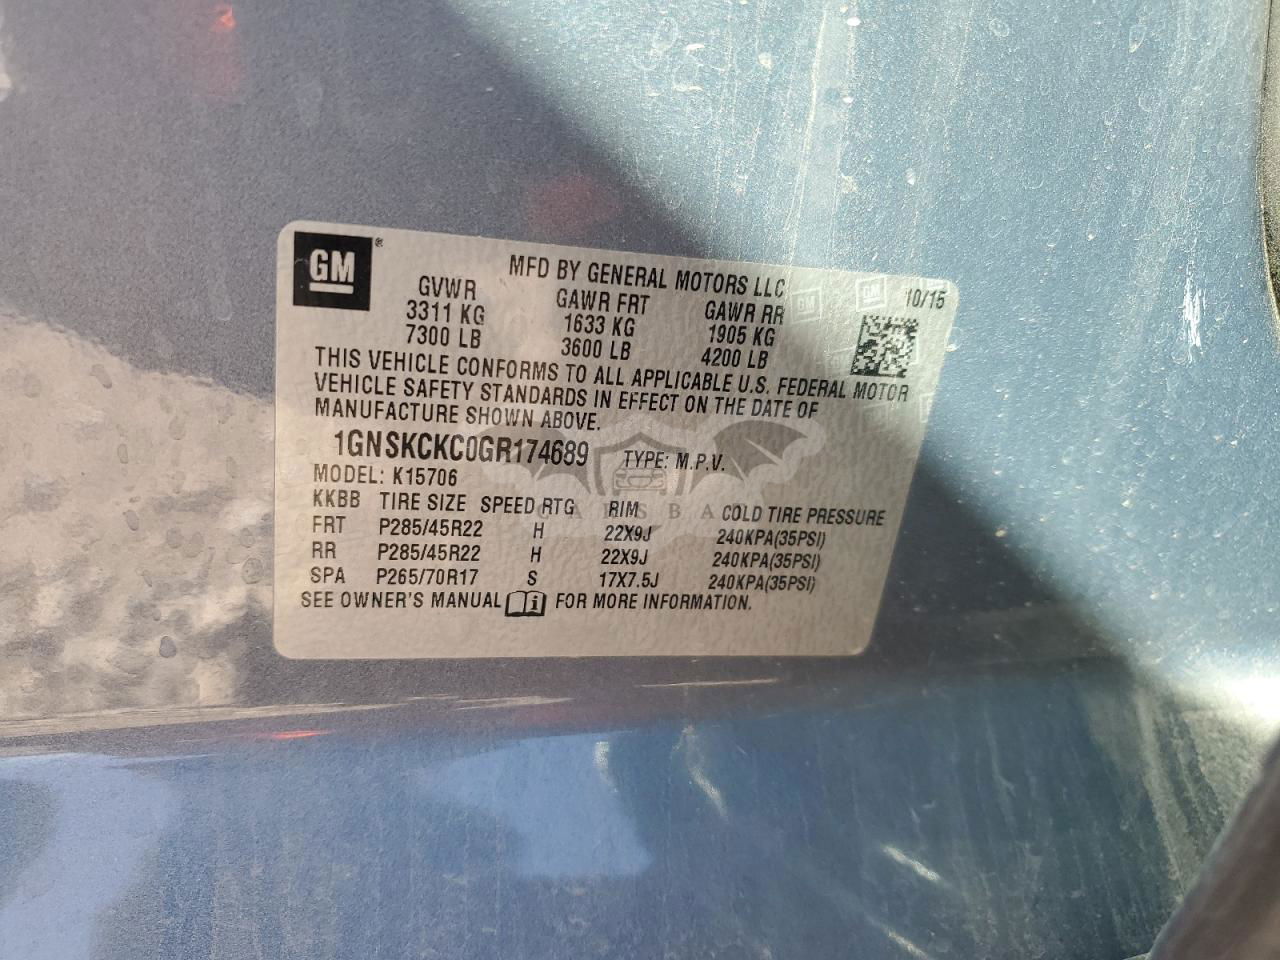 GM
MFD BY GENERAL MOTORS LLC
10/15
GVWR GAWR FRT GAWR RR
3311 KG 1633 KG 1905 KG
7300 LB 3600 LB 4200 LB
THIS VEHICLE CONFORMS TO ALL APPLICABLE U.S. FEDERAL MOTOR
VEHICLE SAFETY STANDARDS IN EFFECT ON THE DATE OF
MANUFACTURE SHOWN ABOVE.
1GNSKCKC0GR174689 TYPE: M.P.V.
MODEL: K15706
KKBB TIRE SIZE SPEED RTG RIM COLD TIRE PRESSURE
FRT P285/45R22 H 22X9J 240KPA(35PSI)
RR P285/45R22 H 22X9J 240KPA(35PSI)
SPA P265/70R17 S 17X7.5J 240KPA(35PSI)
SEE OWNER'S MANUAL FOR MORE INFORMATION.